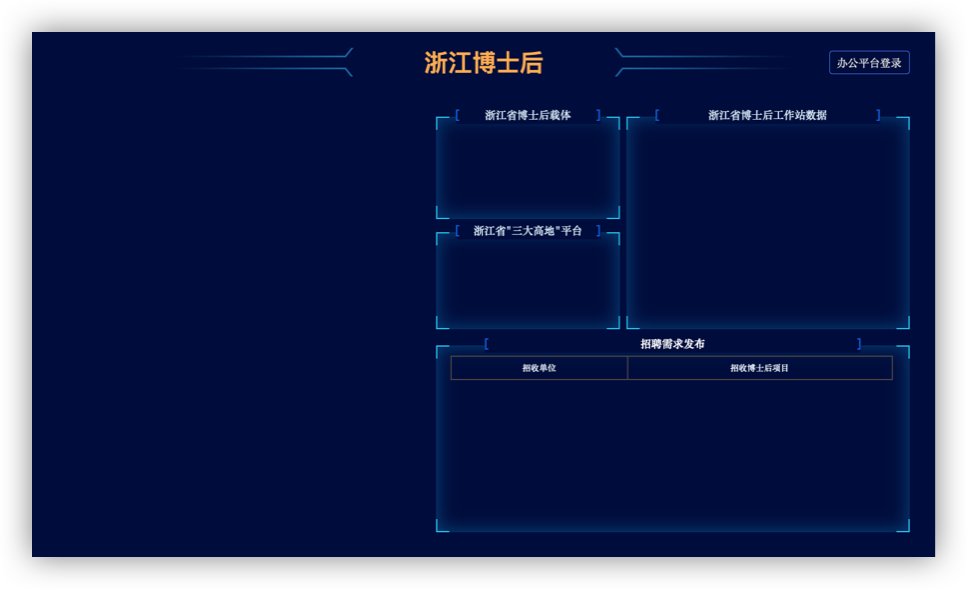 浙江博士后
办公平台登录
[ 浙江省博士后载体 ]
[ 浙江省博士后工作站数据 ]
[ 浙江省"三大高地"平台 ]
[ 招聘需求发布 ]
招收单位 招收博士后项目